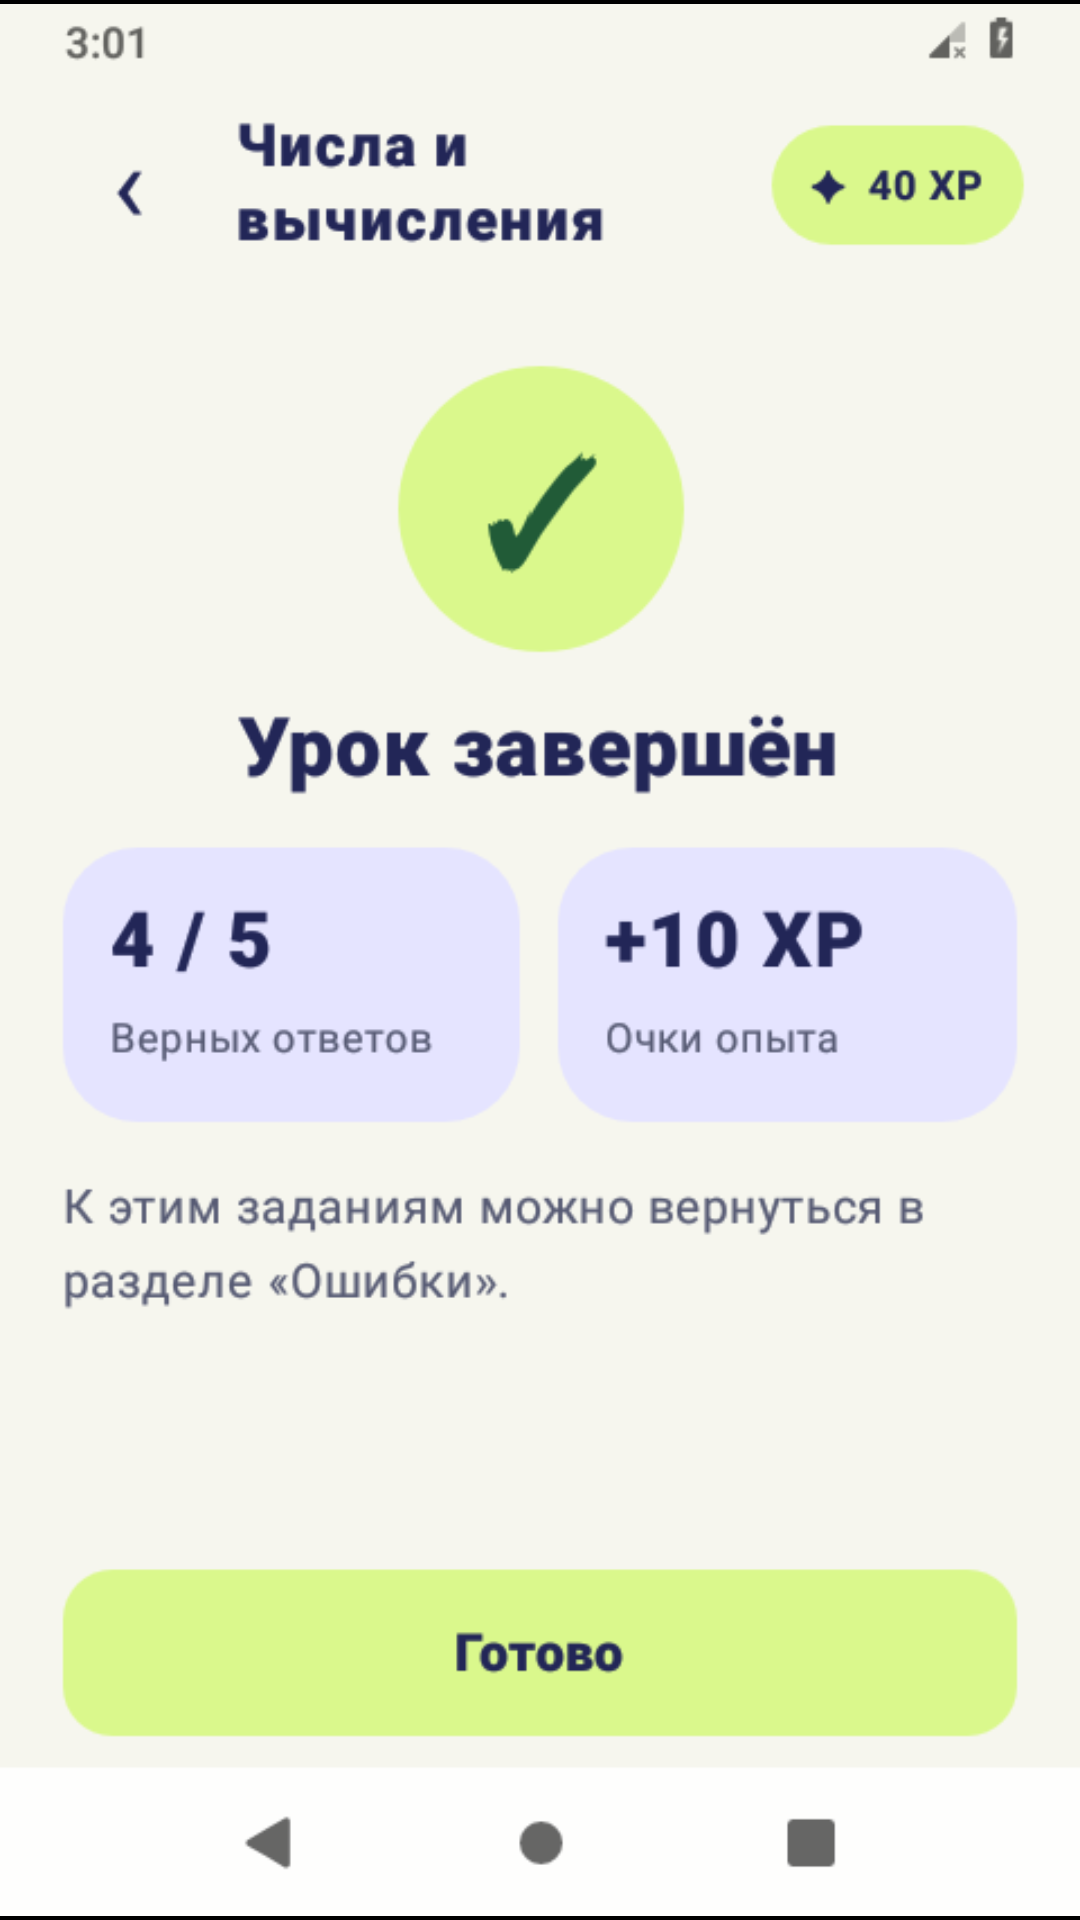 3:01
Числа и
вычисления
✦ 40 XP
Урок завершён
4 / 5
Верных ответов
+10 XP
Очки опыта
К этим заданиям можно вернуться в
разделе «Ошибки».
Готово